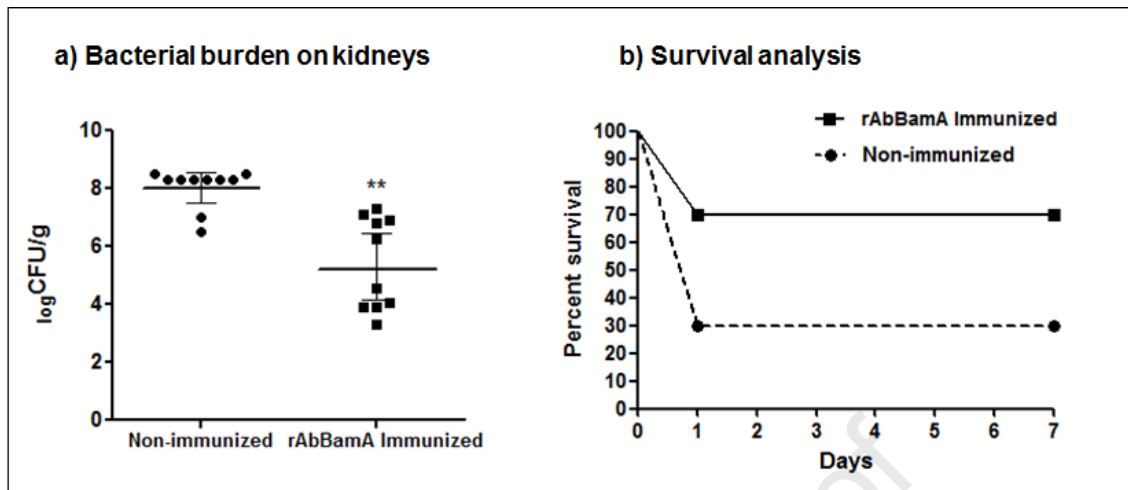 a) Bacterial burden on kidneys
10
8
6
4
2
0
logCFU/g
**
Non-immunized
rAbBamA Immunized
b) Survival analysis
rAbBamA Immunized
Non-immunized
100
90
80
70
60
50
40
30
20
10
0
Percent survival
0 1 2 3 4 5 6 7
Days